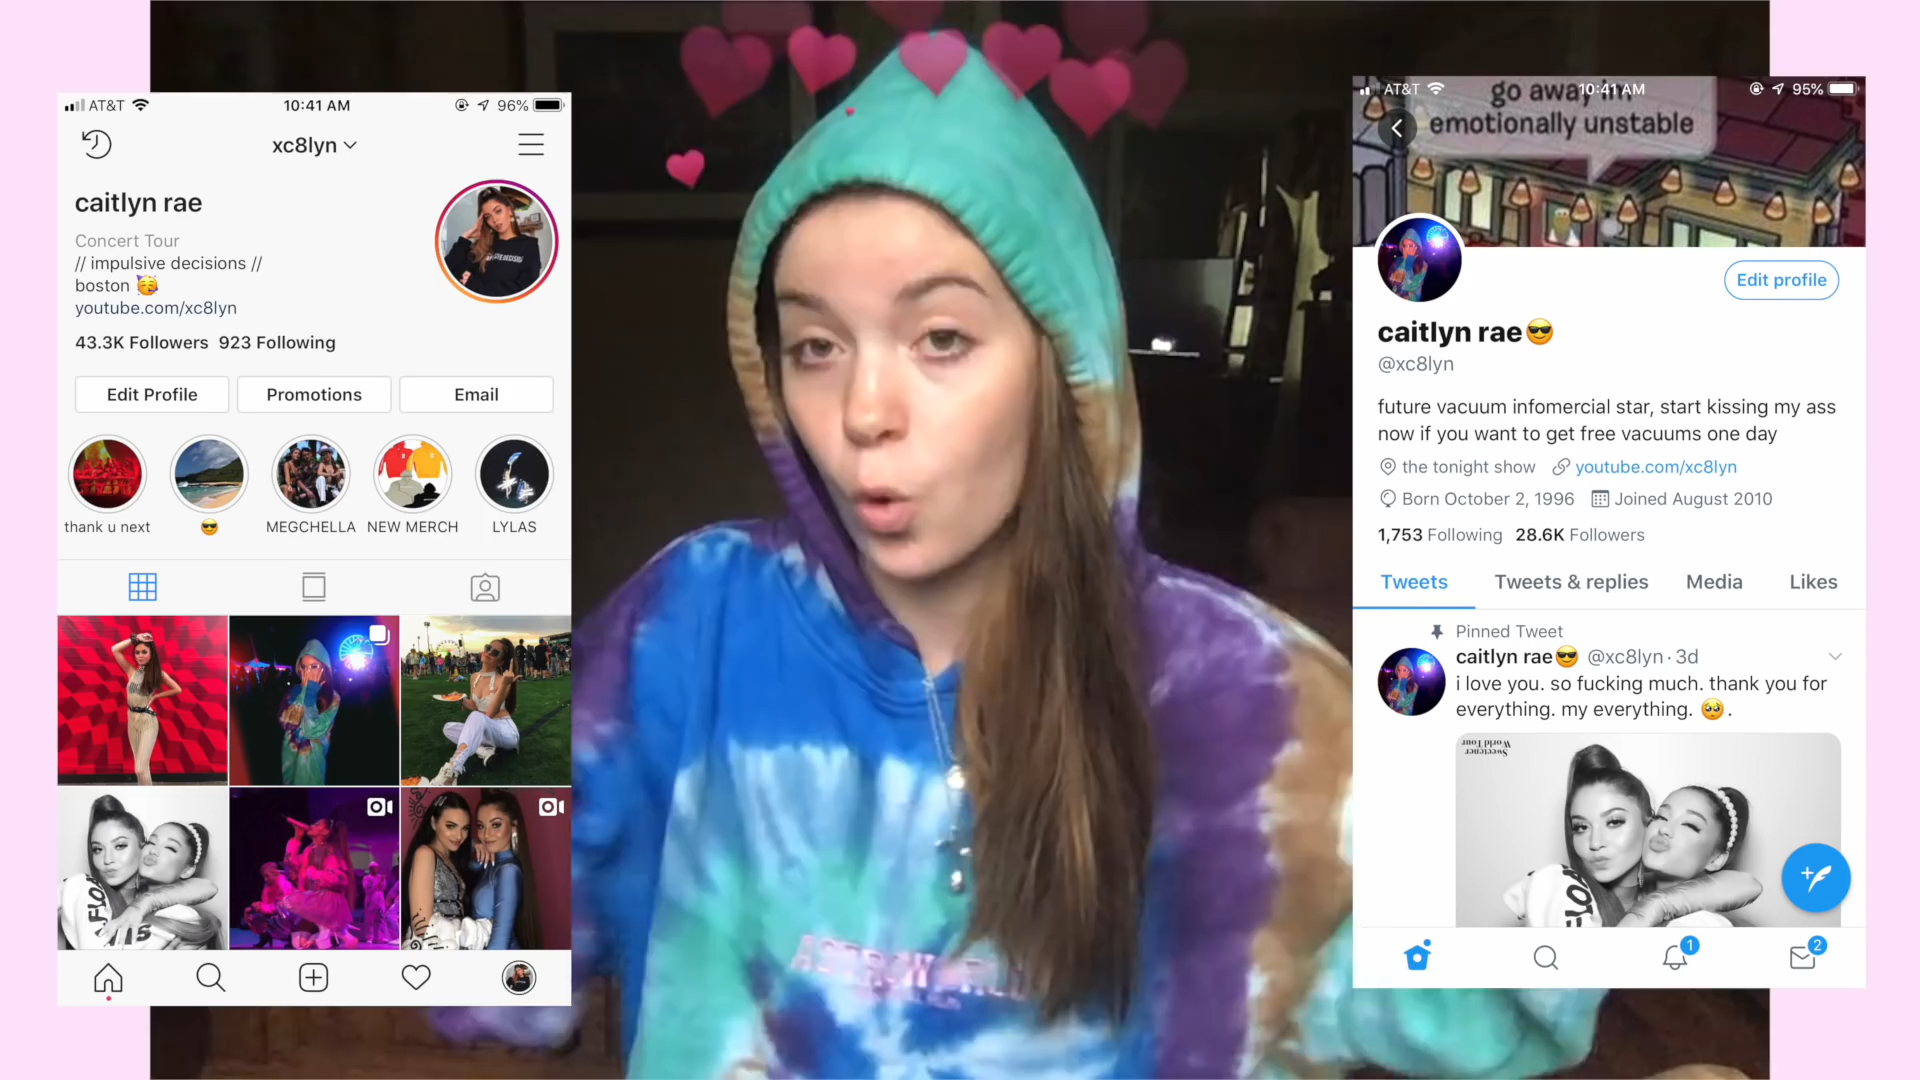 AT&T 10:41 AM 96%
xc8lyn
caitlyn rae
Concert Tour
// impulsive decisions //
boston 🥳
youtube.com/xc8lyn
43.3K Followers 923 Following
Edit Profile Promotions Email
thank u next 😎 MEGCHELLA NEW MERCH LYLAS
AT&T 10:41 AM 95%
go away im
emotionally unstable
Edit profile
caitlyn rae😎
@xc8lyn
future vacuum infomercial star, start kissing my ass
now if you want to get free vacuums one day
the tonight show youtube.com/xc8lyn
Born October 2, 1996 Joined August 2010
1,753 Following 28.6K Followers
Tweets Tweets & replies Media Likes
Pinned Tweet
caitlyn rae😎 @xc8lyn · 3d
i love you. so fucking much. thank you for
everything. my everything. 🥺 .
Sweetener
World Tour
1 2